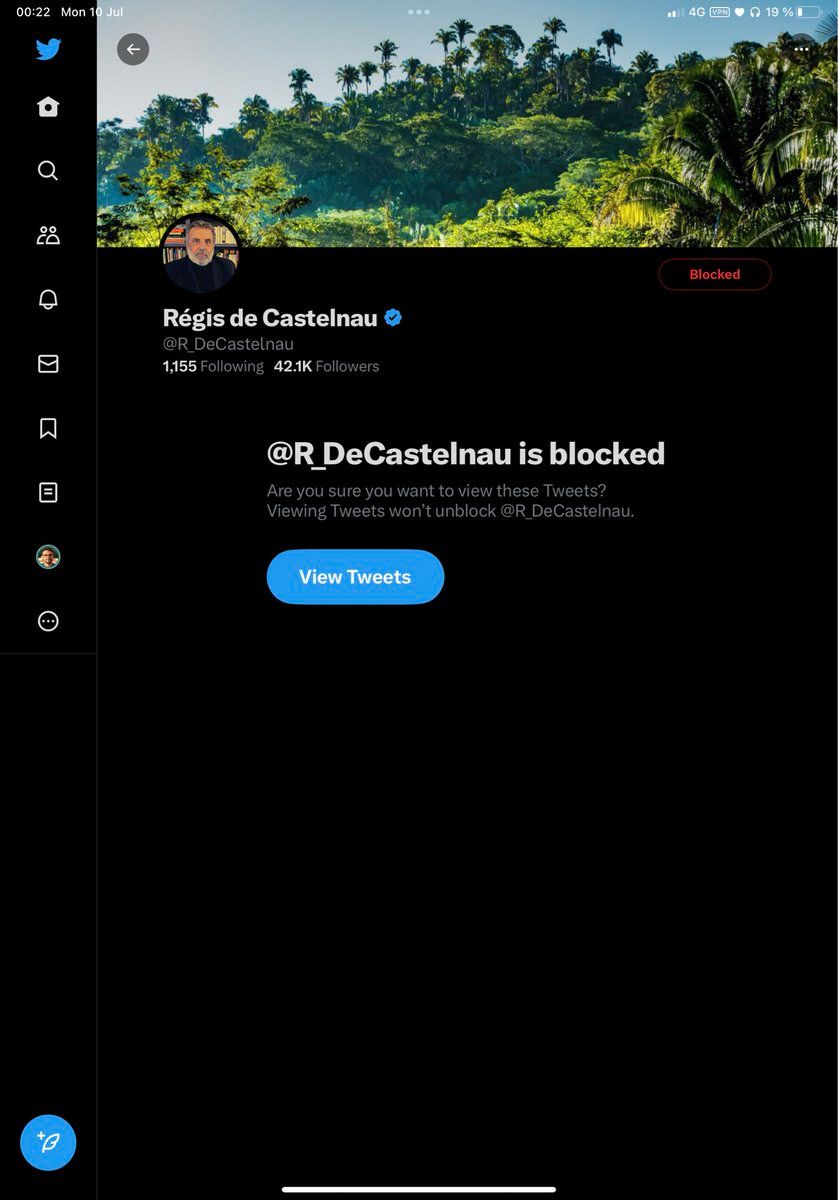 00:22 Mon 10 Jul
4G VPN 19 %
Blocked
Régis de Castelnau
@R_DeCastelnau
1,155 Following 42.1K Followers
@R_DeCastelnau is blocked
Are you sure you want to view these Tweets?
Viewing Tweets won’t unblock @R_DeCastelnau.
View Tweets